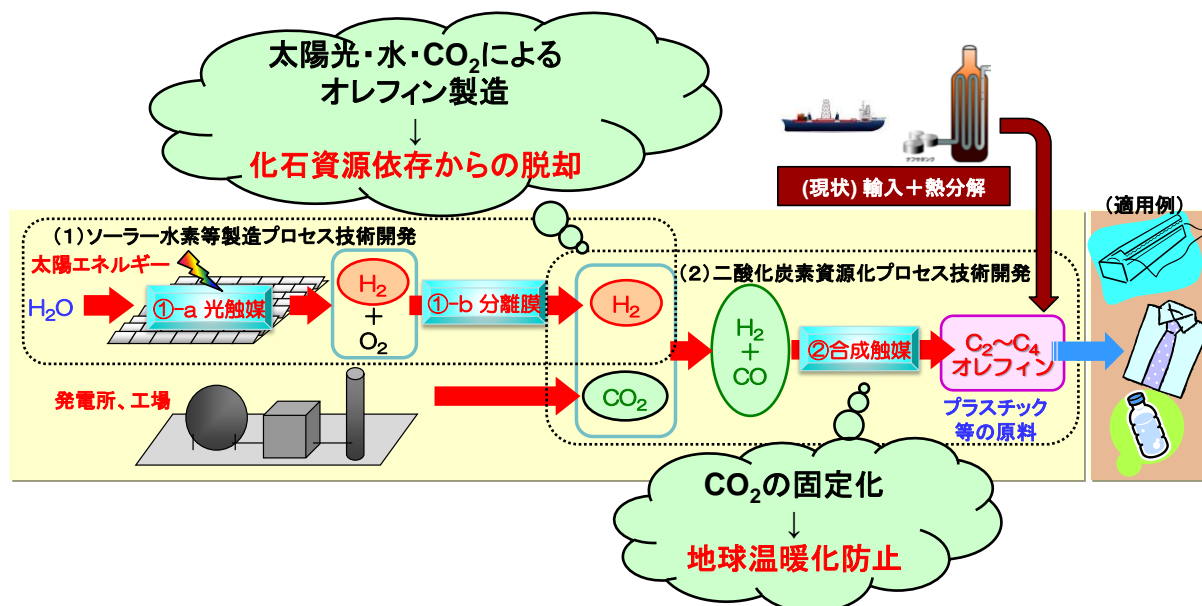 太陽光・水・CO₂による
オレフィン製造
↓
化石資源依存からの脱却
ナフサタンク
(現状) 輸入＋熱分解
(適用例)
(1)ソーラー水素等製造プロセス技術開発
太陽エネルギー
H₂O
①-a 光触媒
H₂
+
O₂
①-b 分離膜
(2)二酸化炭素資源化プロセス技術開発
H₂
CO₂
H₂
+
CO
②合成触媒
C₂～C₄
オレフィン
プラスチック
等の原料
発電所、工場
CO₂の固定化
↓
地球温暖化防止